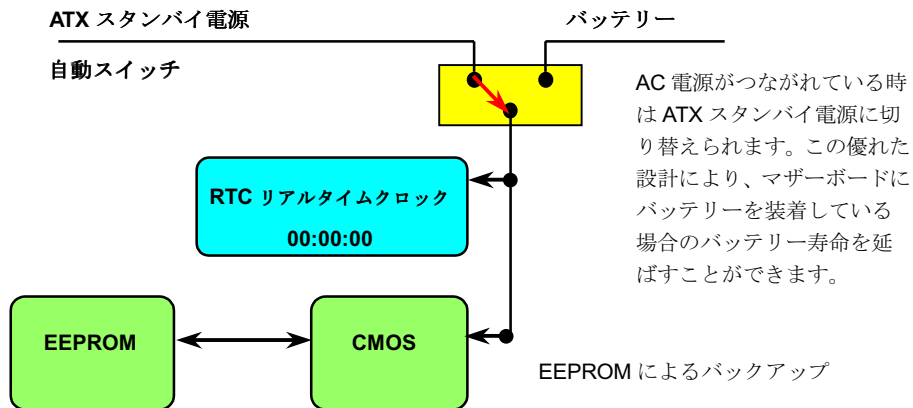 ATX スタンバイ電源
バッテリー
自動スイッチ
AC 電源がつながれている時
は ATX スタンバイ電源に切
り替えられます。この優れた
設計により、マザーボードに
バッテリーを装着している
場合のバッテリー寿命を延
ばすことができます。
RTC リアルタイムクロック
00:00:00
EEPROM
CMOS
EEPROM によるバックアップ